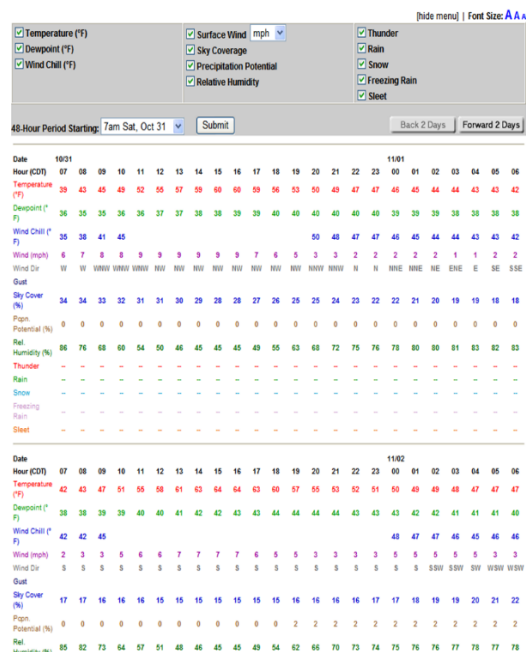 [hide menu] | Font Size: A A A
Temperature (°F)
Dewpoint (°F)
Wind Chill (°F)
Surface Wind mph
Sky Coverage
Precipitation Potential
Relative Humidity
Thunder
Rain
Snow
Freezing Rain
Sleet
48-Hour Period Starting: 7am Sat, Oct 31 Submit Back 2 Days Forward 2 Days
Date 10/31 11/01
Hour (CDT) 07 08 09 10 11 12 13 14 15 16 17 18 19 20 21 22 23 00 01 02 03 04 05 06
Temperature (°F) 39 43 45 49 52 55 57 59 60 60 59 56 53 50 49 47 47 46 45 44 44 43 43 42
Dewpoint (°F) 36 35 35 36 36 37 37 38 38 39 39 40 40 40 40 40 40 39 39 39 38 38 38 38
Wind Chill (°F) 35 38 41 45 50 48 47 47 46 45 44 44 43 43 42
Wind (mph) 6 7 8 8 9 9 9 9 9 9 7 6 5 3 3 2 2 2 2 2 1 1 2 2
Wind Dir W W WNW WNW WNW NW NW NW NW NW NW NW NW NNW NNW N N NNE NNE NE ENE E SE SSE
Gust
Sky Cover (%) 34 34 33 32 31 31 30 29 28 28 27 26 25 25 24 23 22 22 21 20 19 19 18 18
Pcpn. Potential (%) 0 0 0 0 0 0 0 0 0 0 0 0 0 0 0 0 0 0 0 0 0 0 0 0
Rel. Humidity (%) 86 76 68 60 54 50 46 45 45 45 49 55 63 68 72 75 76 78 80 80 81 83 82 83
Thunder -- -- -- -- -- -- -- -- -- -- -- -- -- -- -- -- -- -- -- -- -- -- -- --
Rain -- -- -- -- -- -- -- -- -- -- -- -- -- -- -- -- -- -- -- -- -- -- -- --
Snow -- -- -- -- -- -- -- -- -- -- -- -- -- -- -- -- -- -- -- -- -- -- -- --
Freezing Rain -- -- -- -- -- -- -- -- -- -- -- -- -- -- -- -- -- -- -- -- -- -- -- --
Sleet -- -- -- -- -- -- -- -- -- -- -- -- -- -- -- -- -- -- -- -- -- -- -- --
Date 11/02
Hour (CDT) 07 08 09 10 11 12 13 14 15 16 17 18 19 20 21 22 23 00 01 02 03 04 05 06
Temperature (°F) 42 43 47 51 55 58 61 63 64 64 63 60 57 55 53 52 51 50 49 49 48 47 47 47
Dewpoint (°F) 38 38 39 39 40 40 41 42 42 43 43 44 44 44 44 43 43 43 42 42 41 41 41 40
Wind Chill (°F) 42 42 45 48 47 47 46 45 46 46
Wind (mph) 2 3 3 5 6 6 7 7 7 7 6 5 5 3 3 3 3 5 5 5 5 5 3 3
Wind Dir S S S S S S S S S S S S S S S S S S S SSW SSW SW WSW WSW
Gust
Sky Cover (%) 17 17 16 16 16 15 15 15 15 15 15 15 16 16 16 16 17 17 18 19 19 20 21 22
Pcpn. Potential (%) 0 0 0 0 0 0 0 0 0 0 0 0 2 2 2 2 2 2 2 2 2 2 2 2
Rel. Humidity (%) 85 82 73 64 57 51 48 46 45 45 49 54 62 66 70 73 74 75 76 76 77 78 77 78